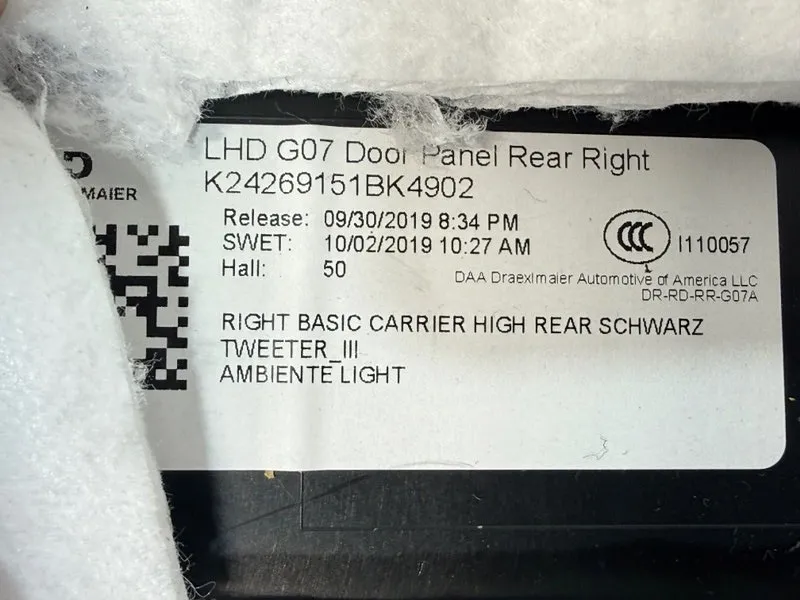 LHD G07 Door Panel Rear Right
K24269151BK4902
MAIER
Release: 09/30/2019 8:34 PM
SWET: 10/02/2019 10:27 AM
Hall: 50
CCC I110057
DAA Draexlmaier Automotive of America LLC
DR-RD-RR-G07A
RIGHT BASIC CARRIER HIGH REAR SCHWARZ
TWEETER_III
AMBIENTE LIGHT